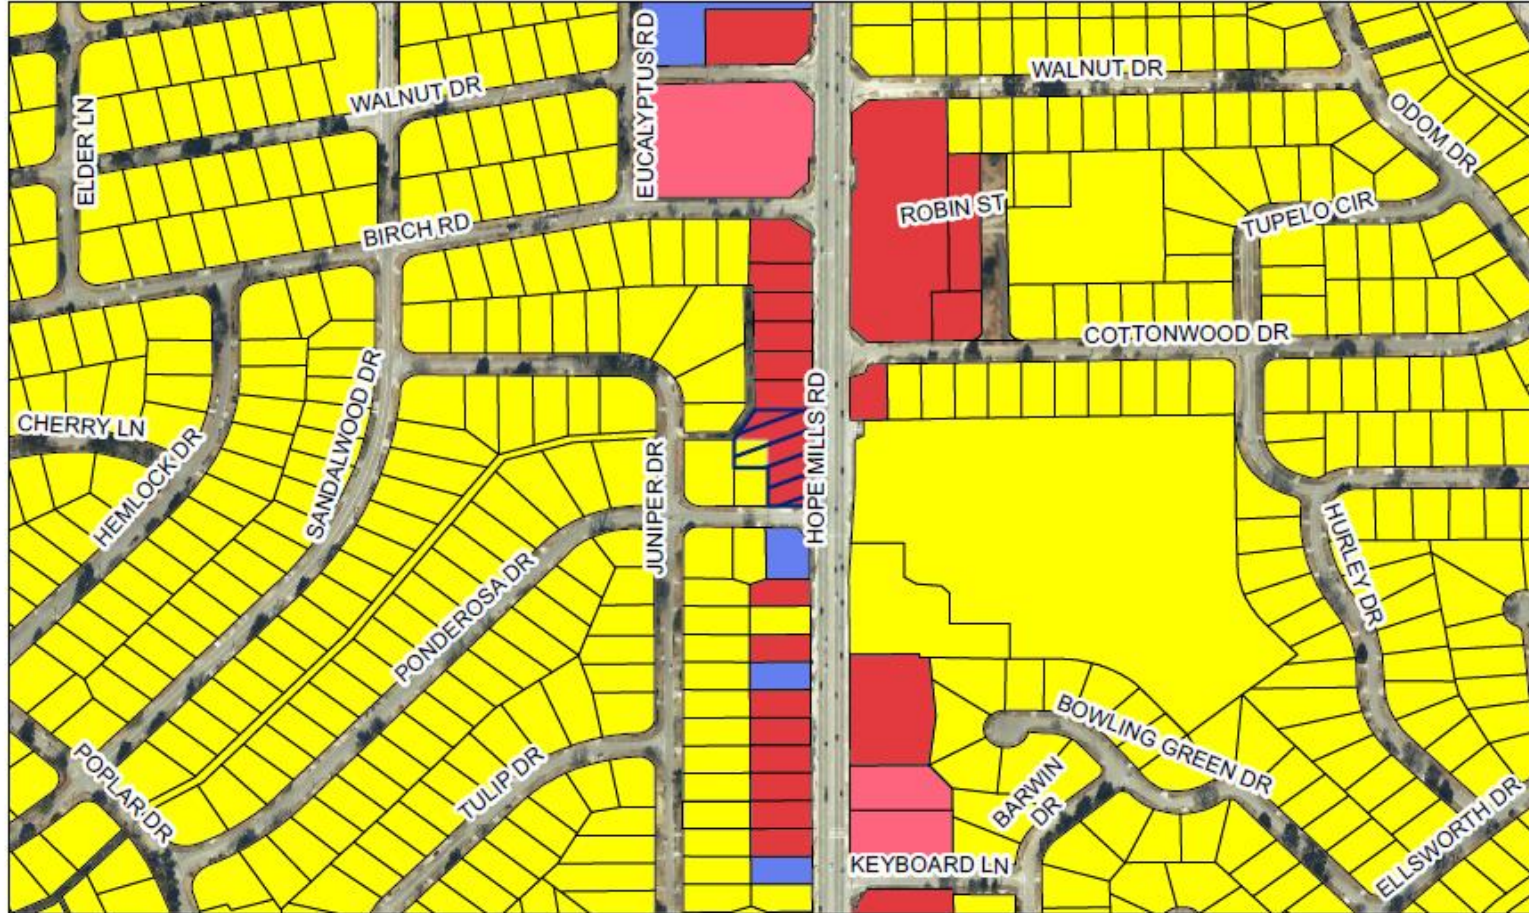 EUCALYPTUS RD
WALNUT DR
WALNUT DR
ODOM DR
ELDER LN
ROBIN ST
TUPELO CIR
BIRCH RD
COTTONWOOD DR
CHERRY LN
HEMLOCK DR
SANDALWOOD DR
HOPE MILLS RD
JUNIPER DR
HURLEY DR
PONDEROSA DR
BOWLING GREEN DR
POPLAR DR
TULIP DR
BARWIN
DR
ELLSWORTH DR
KEYBOARD LN